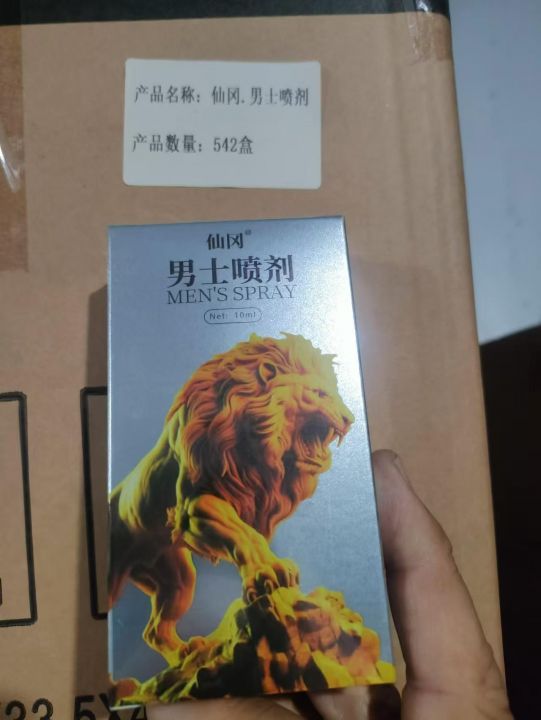 产品名称：仙冈.男士喷剂
产品数量：542盒
仙冈®
男士喷剂
MEN'S SPRAY
Net: 10ml